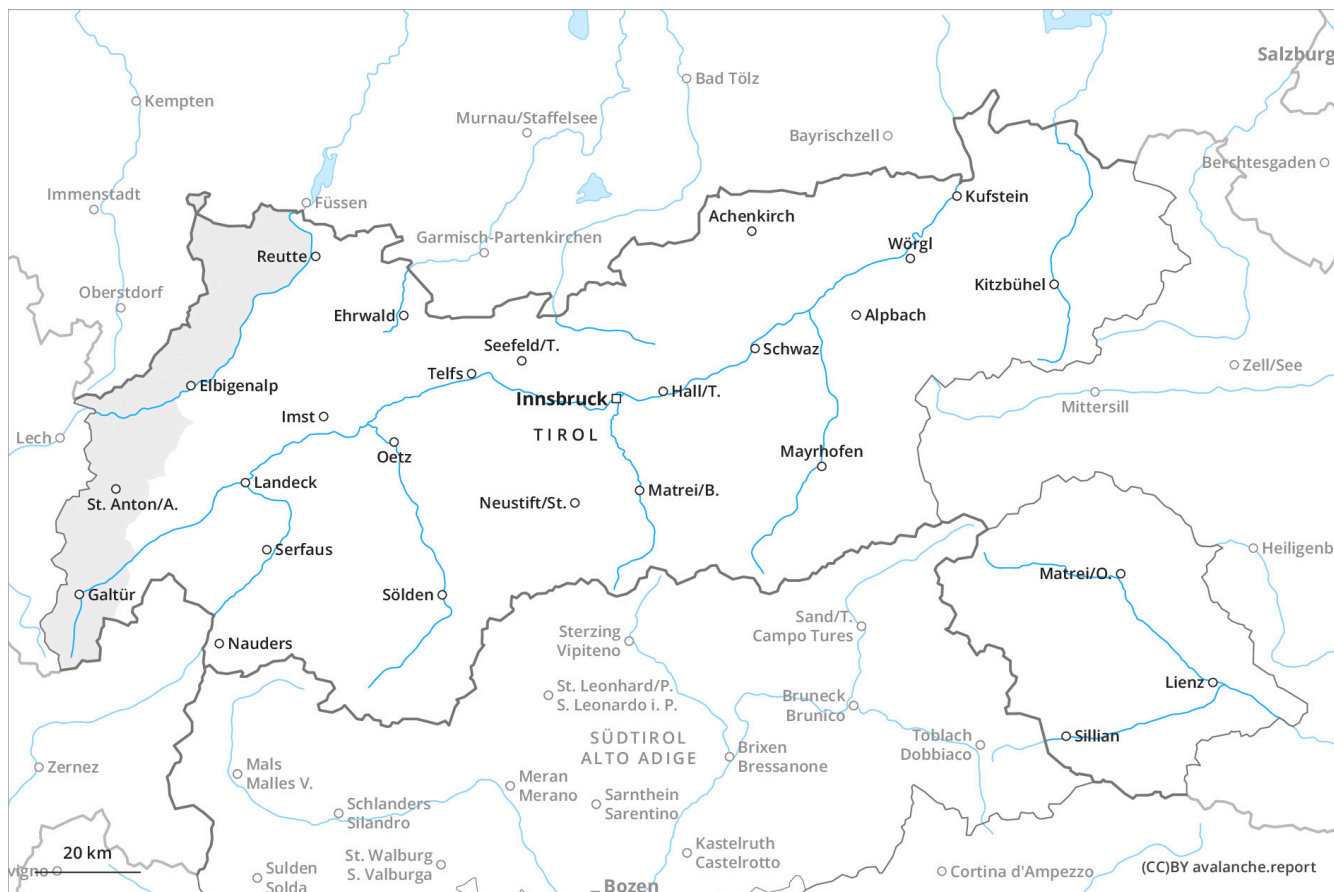 Salzburg
Bad Tölz
Kempten
Murnau/Staffelsee
Bayrischzell
Berchtesgaden
Immenstadt
Füssen
Kufstein
Achenkirch
Garmisch-Partenkirchen
Wörgl
Reutte
Kitzbühel
Oberstdorf
Ehrwald
Alpbach
Seefeld/T.
Schwaz
Zell/See
Telfs
Elbigenalp
Hall/T.
Innsbruck
Mittersill
Imst
TIROL
Lech
Oetz
Mayrhofen
Landeck
Matrei/B.
St. Anton/A.
Neustift/St.
Serfaus
Heiligenb
Matrei/O.
Galtür
Sölden
Sand/T.
Campo Tures
Sterzing
Vipiteno
Nauders
Lienz
St. Leonhard/P.
S. Leonardo i. P.
Bruneck
Brunico
Sillian
SÜDTIROL
ALTO ADIGE
Toblach
Dobbiaco
Brixen
Bressanone
Zernez
Mals
Malles V.
Meran
Merano
Schlanders
Silandro
Sarnthein
Sarentino
Kastelruth
Castelrotto
20 km
St. Walburg
S. Valburga
vigno
Sulden
Solda
Cortina d'Ampezzo
(CC)BY avalanche.report
Bozen